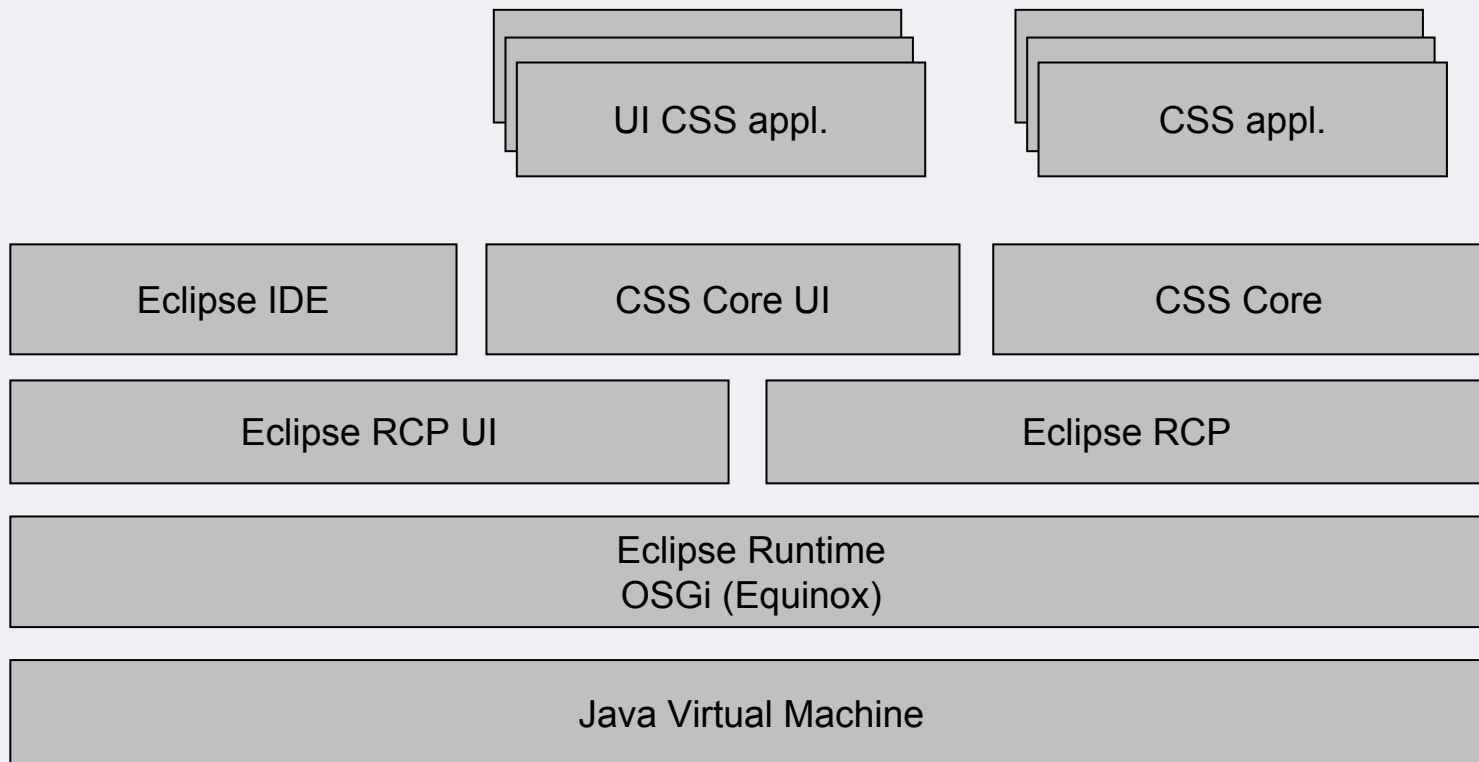 UI CSS appl.
CSS appl.
Eclipse IDE
CSS Core UI
CSS Core
Eclipse RCP UI
Eclipse RCP
Eclipse Runtime
OSGi (Equinox)
Java Virtual Machine